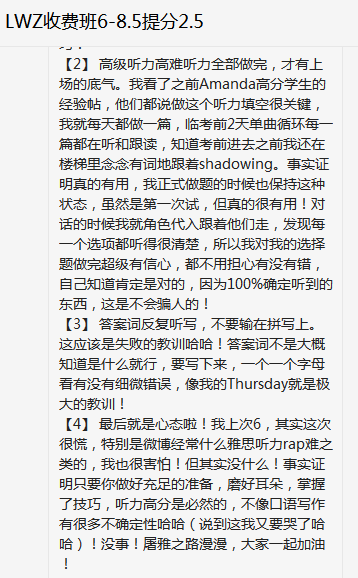 LWZ收费班6-8.5提分2.5
【2】 高级听力高难听力全部做完，才有上
场的底气。我看了之前Amanda高分学生的
经验帖，他们都说做这个听力填空很关键，
我就每天都做一篇，临考前2天单曲循环每一
篇都在听和跟读，知道考前进去之前我还在
楼梯里念念有词地跟着shadowing。事实证
明真的有用，我正式做题的时候也保持这种
状态，虽然是第一次试，但真的很有用！对
话的时候我就角色代入跟着他们走，发现每
一个选项都听得很清楚，所以我对我的选择
题做完超级有信心，都不用担心有没有错，
自己知道肯定是对的，因为100%确定听到的
东西，这是不会骗人的！
【3】 答案词反复听写，不要输在拼写上。
这应该是失败的教训哈哈！答案词不是大概
知道是什么就行，要写下来，一个一个字母
看有没有细微错误，像我的Thursday就是极
大的教训！
【4】 最后就是心态啦！我上次6，其实这次
很慌，特别是微博经常什么雅思听力rap难之
类的，我也很害怕！但其实没什么！事实证
明只要你做好充足的准备，磨好耳朵，掌握
了技巧，听力高分是必然的，不像口语写作
有很多不确定性哈哈（说到这我又要哭了哈
哈）！没事！屠雅之路漫漫，大家一起加油
！